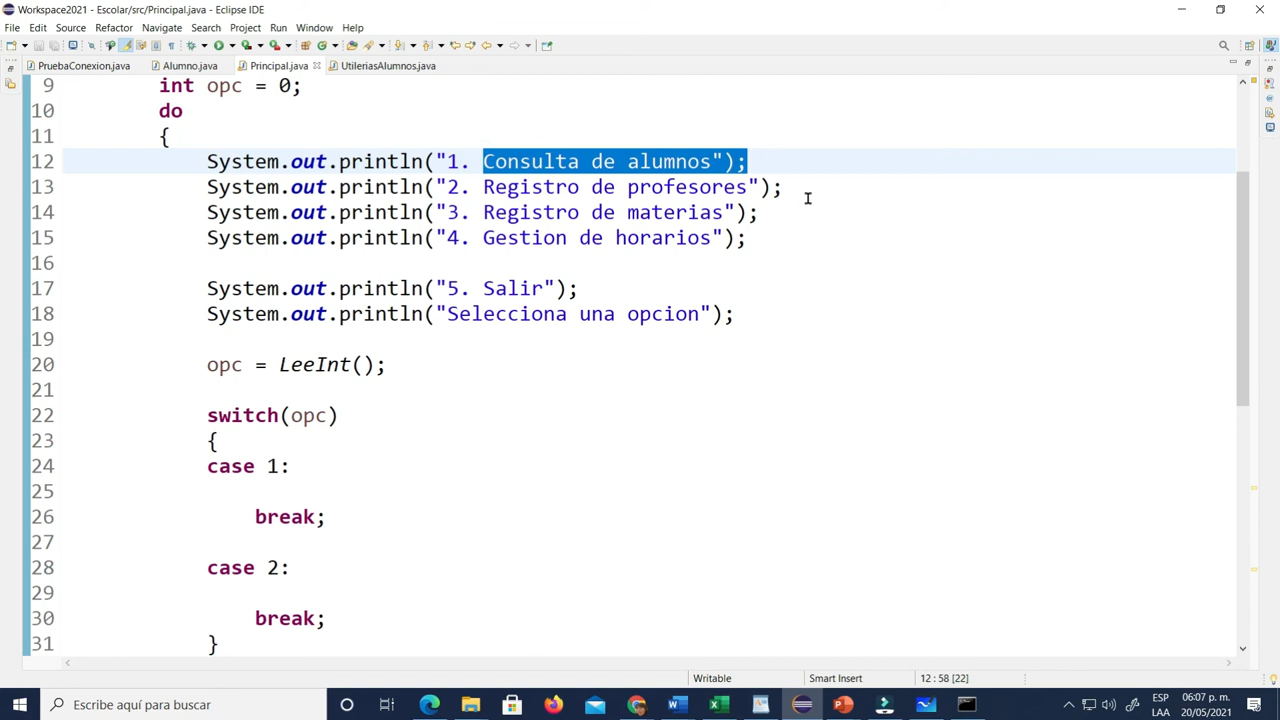 Workspace2021 - Escolar/src/Principal.java - Eclipse IDE
File Edit Source Refactor Navigate Search Project Run Window Help
PruebaConexion.java Alumno.java Principal.java UtileriasAlumnos.java
9 int opc = 0;
10 do
11 {
12 System.out.println("1. Consulta de alumnos");
13 System.out.println("2. Registro de profesores");
14 System.out.println("3. Registro de materias");
15 System.out.println("4. Gestion de horarios");
16
17 System.out.println("5. Salir");
18 System.out.println("Selecciona una opcion");
19
20 opc = LeeInt();
21
22 switch(opc)
23 {
24 case 1:
25
26 break;
27
28 case 2:
29
30 break;
31 }
Writable Smart Insert 12 : 58 [22]
Escribe aquí para buscar
ESP 06:07 p. m.
LAA 20/05/2021